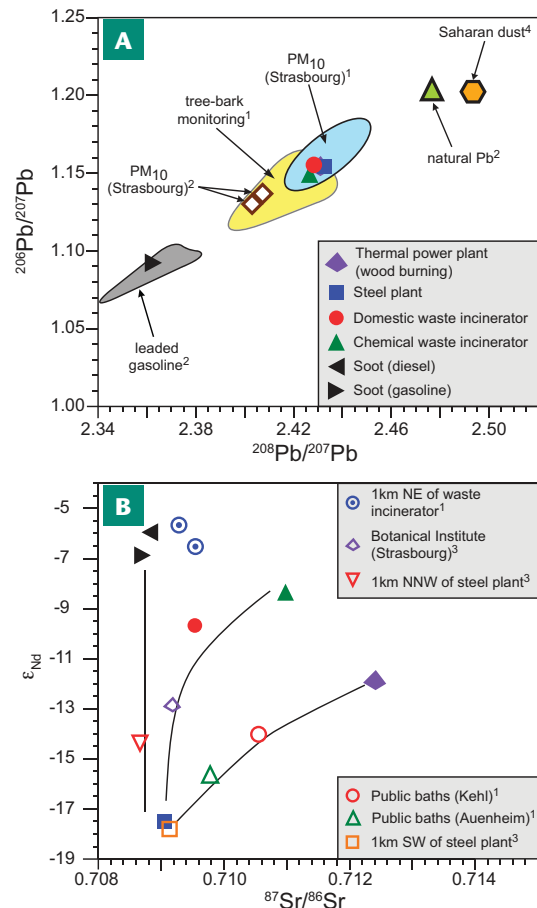 A
1.25
1.20
1.15
1.10
1.05
1.00
²⁰⁶Pb/²⁰⁷Pb
Saharan dust⁴
PM₁₀
(Strasbourg)¹
tree-bark
monitoring¹
natural Pb²
PM₁₀
(Strasbourg)²
leaded
gasoline²
Thermal power plant
(wood burning)
Steel plant
Domestic waste incinerator
Chemical waste incinerator
Soot (diesel)
Soot (gasoline)
2.34 2.38 2.42 2.46 2.50
²⁰⁸Pb/²⁰⁷Pb
B
-5
-7
-9
-11
-13
-15
-17
-19
εNd
1km NE of waste
incinerator¹
Botanical Institute
(Strasbourg)³
1km NNW of steel plant³
Public baths (Kehl)¹
Public baths (Auenheim)¹
1km SW of steel plant³
0.708 0.710 0.712 0.714
⁸⁷Sr/⁸⁶Sr